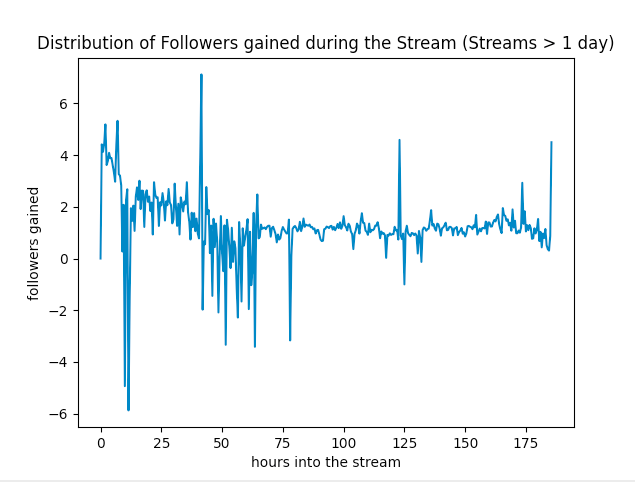 Distribution of Followers gained during the Stream (Streams > 1 day)
followers gained
6
4
2
0
−2
−4
−6
0 25 50 75 100 125 150 175
hours into the stream